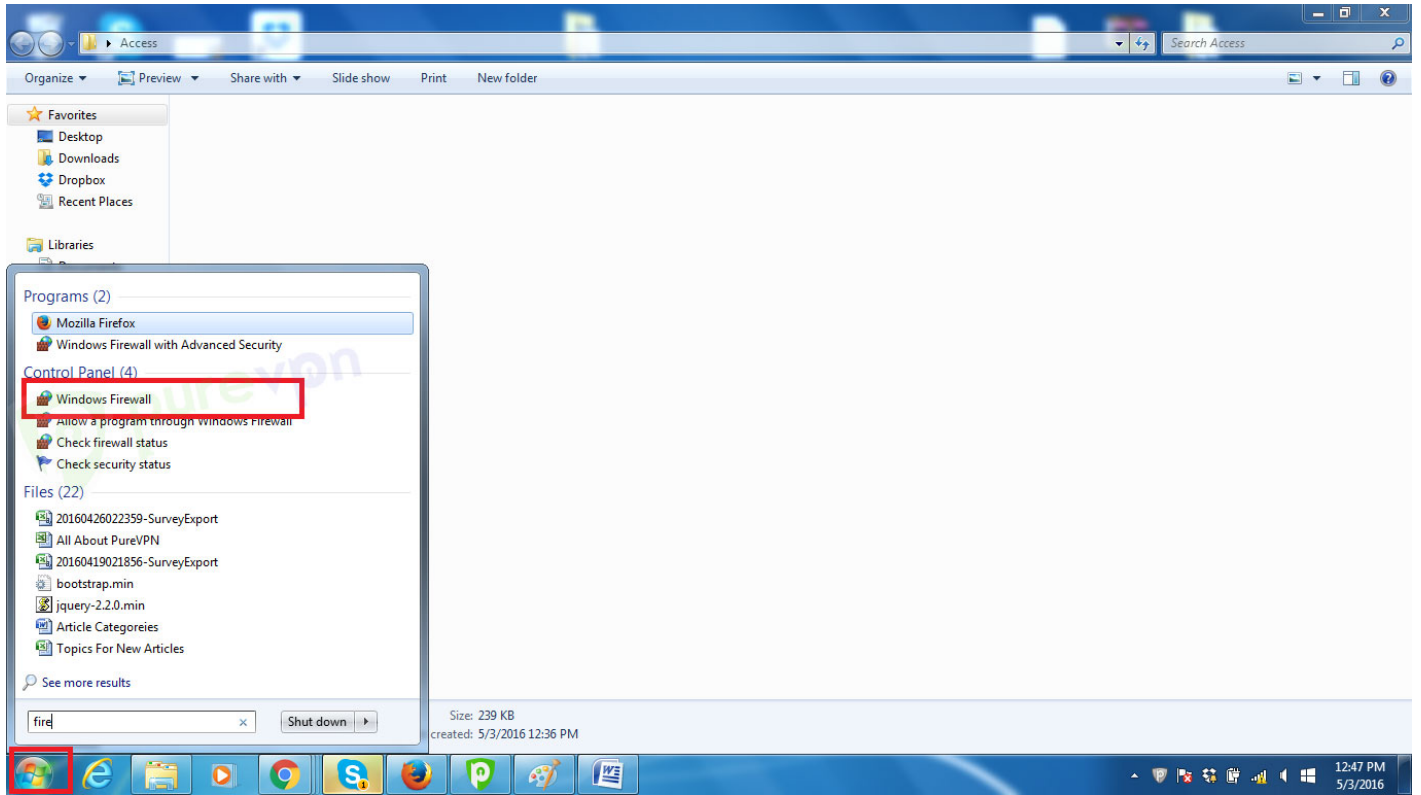 Access
Search Access
Organize
Preview
Share with
Slide show
Print
New folder
Favorites
Desktop
Downloads
Dropbox
Recent Places
Libraries
Documents
Programs (2)
Mozilla Firefox
Windows Firewall with Advanced Security
Control Panel (4)
Windows Firewall
Allow a program through Windows Firewall
Check firewall status
Check security status
purevpn
Files (22)
20160426022359-SurveyExport
All About PureVPN
20160419021856-SurveyExport
bootstrap.min
jquery-2.2.0.min
Article Categoreies
Topics For New Articles
See more results
fire
Shut down
Size: 239 KB
created: 5/3/2016 12:36 PM
12:47 PM
5/3/2016